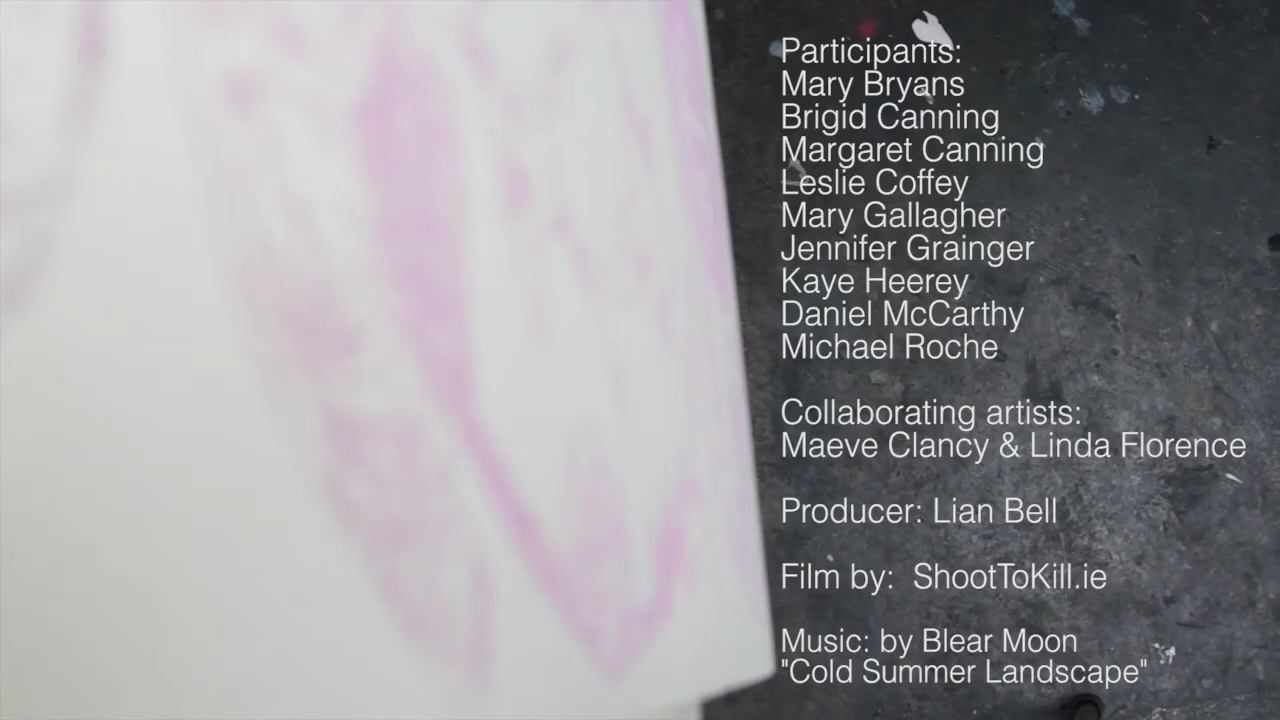 Participants:
Mary Bryans
Brigid Canning
Margaret Canning
Leslie Coffey
Mary Gallagher
Jennifer Grainger
Kaye Heerey
Daniel McCarthy
Michael Roche
Collaborating artists:
Maeve Clancy & Linda Florence
Producer: Lian Bell
Film by: ShootToKill.ie
Music: by Blear Moon
"Cold Summer Landscape"